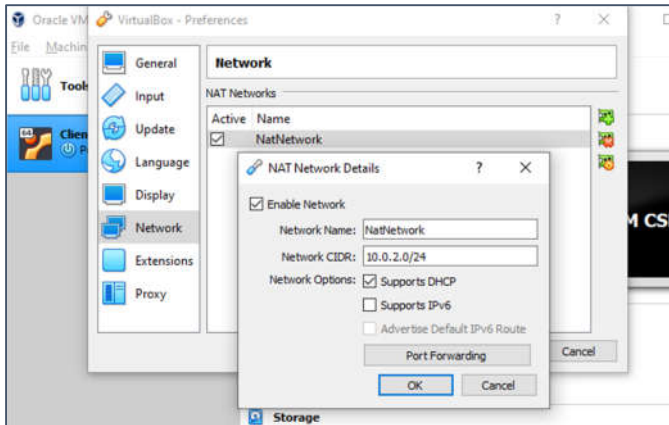 Oracle VM
VirtualBox - Preferences
File Machin
Tools
Clien
General
Input
Update
Language
Display
Network
Extensions
Proxy
Network
NAT Networks
Active Name
NatNetwork
NAT Network Details
Enable Network
Network Name: NatNetwork
Network CIDR: 10.0.2.0/24
Network Options: Supports DHCP
Supports IPv6
Advertise Default IPv6 Route
Port Forwarding
OK Cancel
Cancel
M CS
Storage